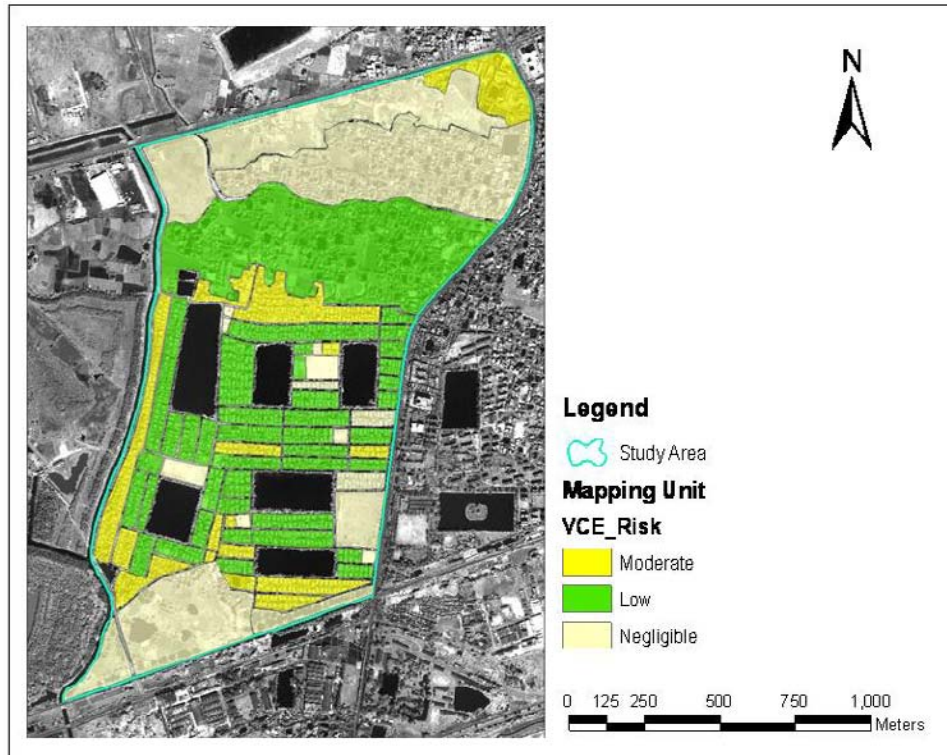 N
Legend
Study Area
Mapping Unit
VCE_Risk
Moderate
Low
Negligible
0 125 250 500 750 1,000
Meters